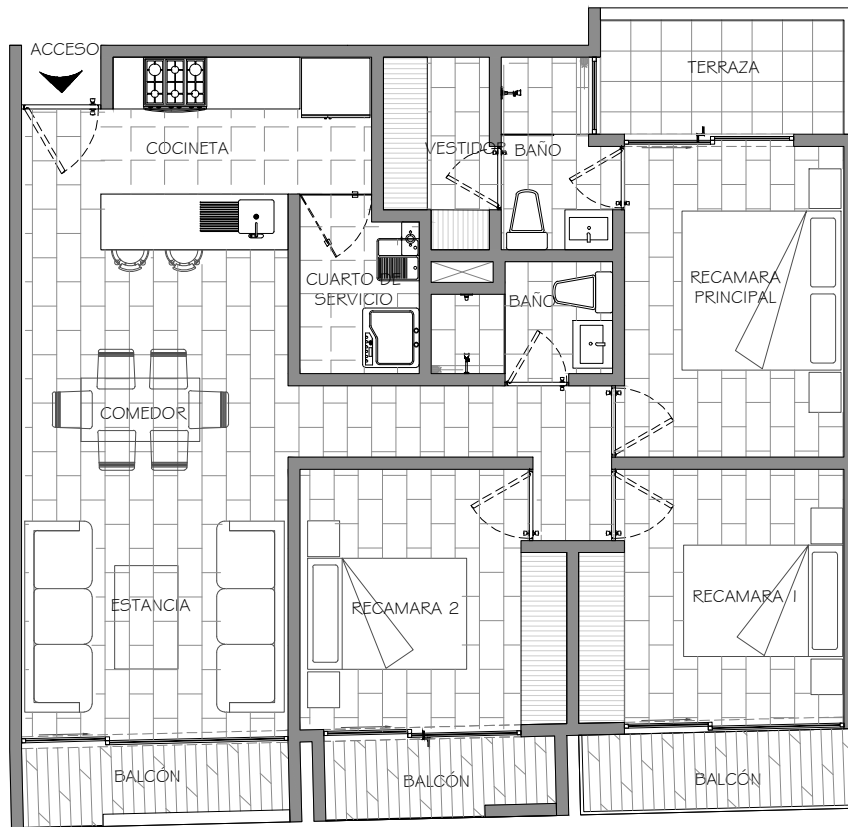 ACCESO
TERRAZA
COCINETA
VESTIDOR
BAÑO
CUARTO DE
SERVICIO
BAÑO
RECAMARA
PRINCIPAL
COMEDOR
ESTANCIA
RECAMARA 2
RECAMARA 1
BALCÓN
BALCÓN
BALCÓN